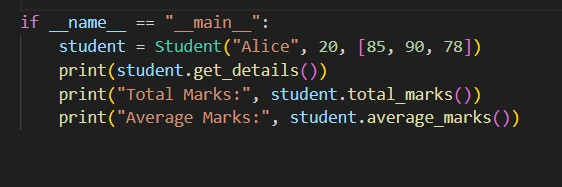 if __name__ == "__main__":
    student = Student("Alice", 20, [85, 90, 78])
    print(student.get_details())
    print("Total Marks:", student.total_marks())
    print("Average Marks:", student.average_marks())